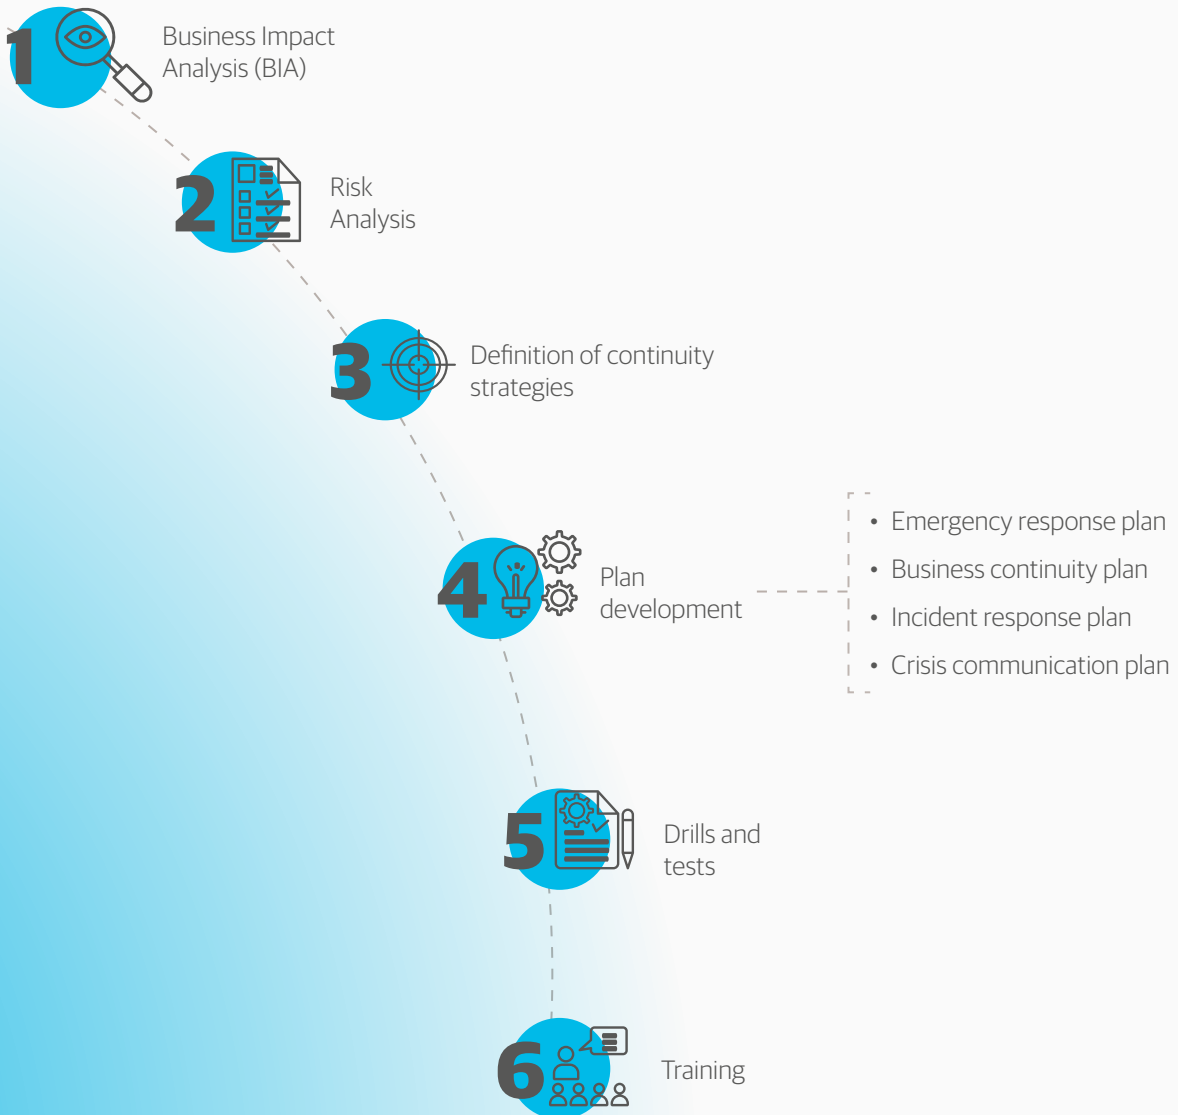 1
Business Impact
Analysis (BIA)
2
Risk
Analysis
3
Definition of continuity
strategies
4
Plan
development
• Emergency response plan
• Business continuity plan
• Incident response plan
• Crisis communication plan
5
Drills and
tests
6
Training